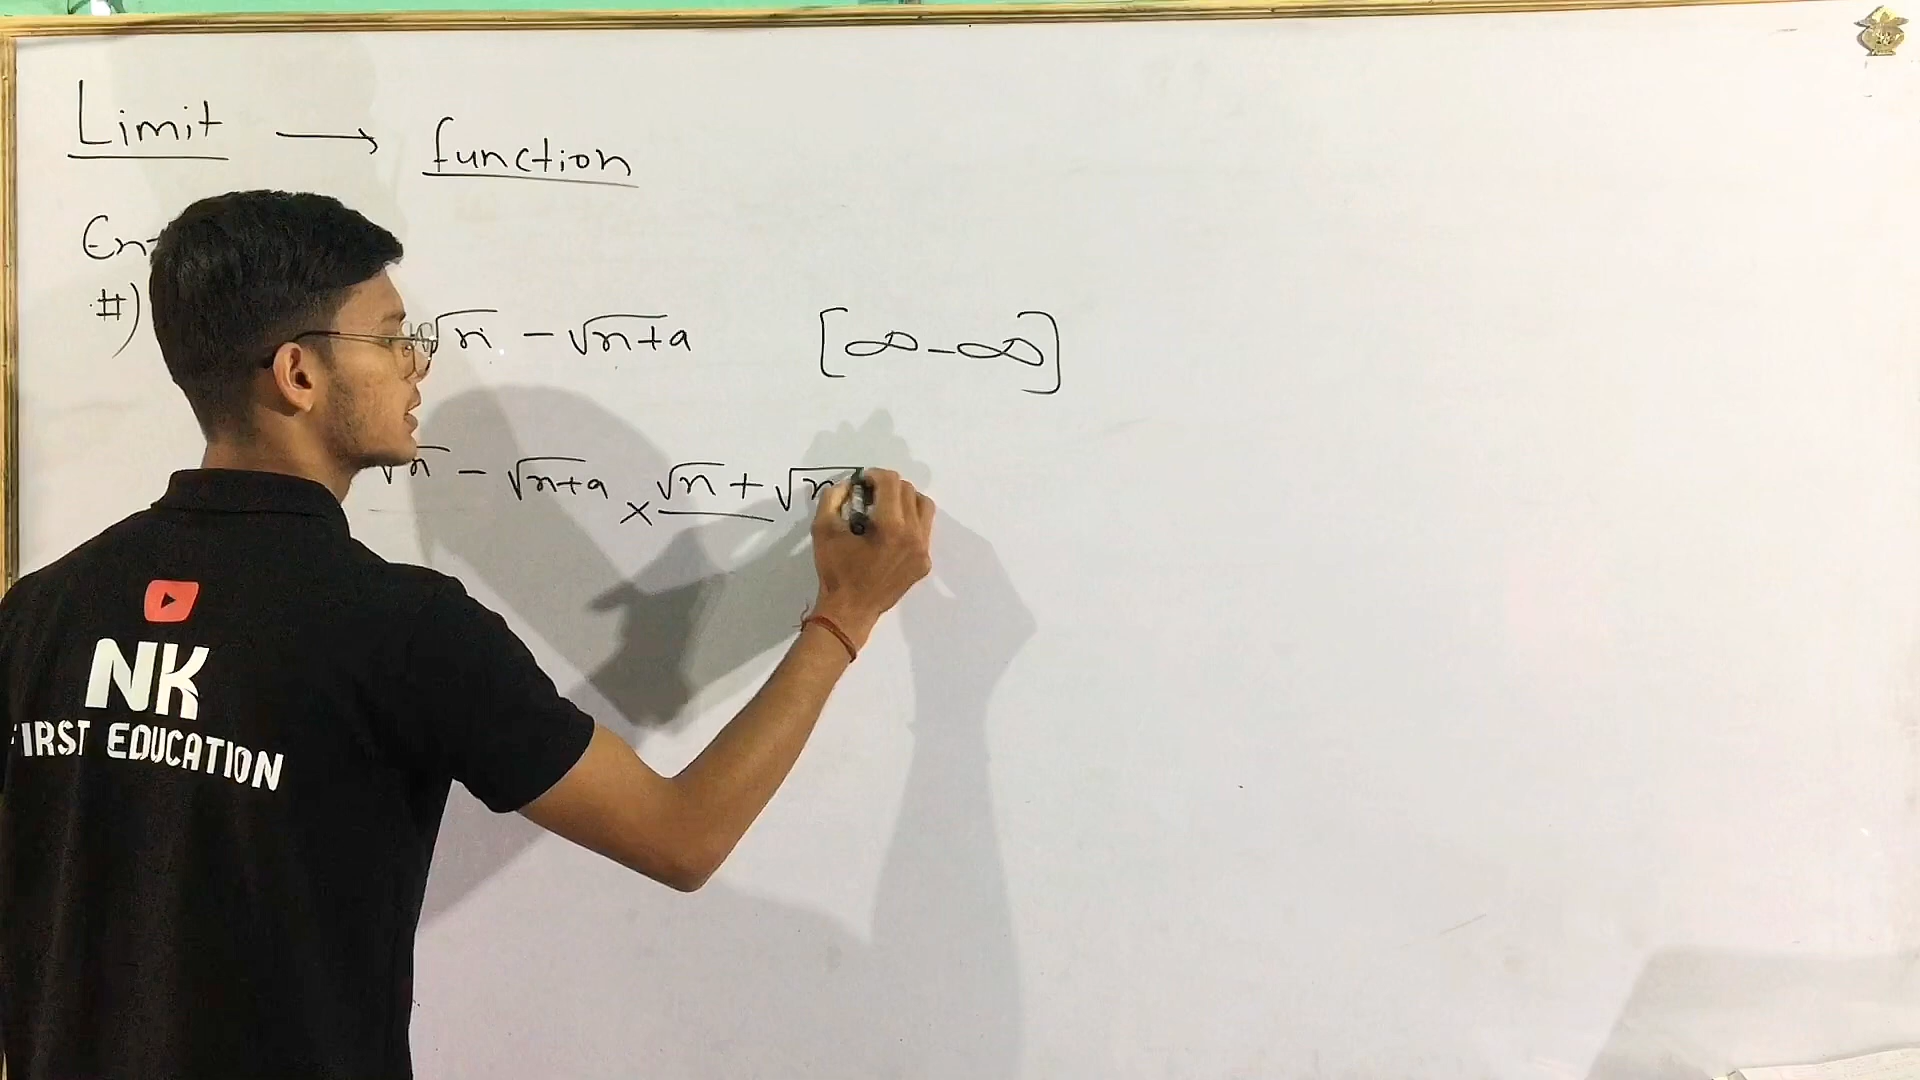 Limit → function
#)
√n - √n+a [∞-∞]
√n - √n+a × √n + √n
NK
FIRST EDUCATION